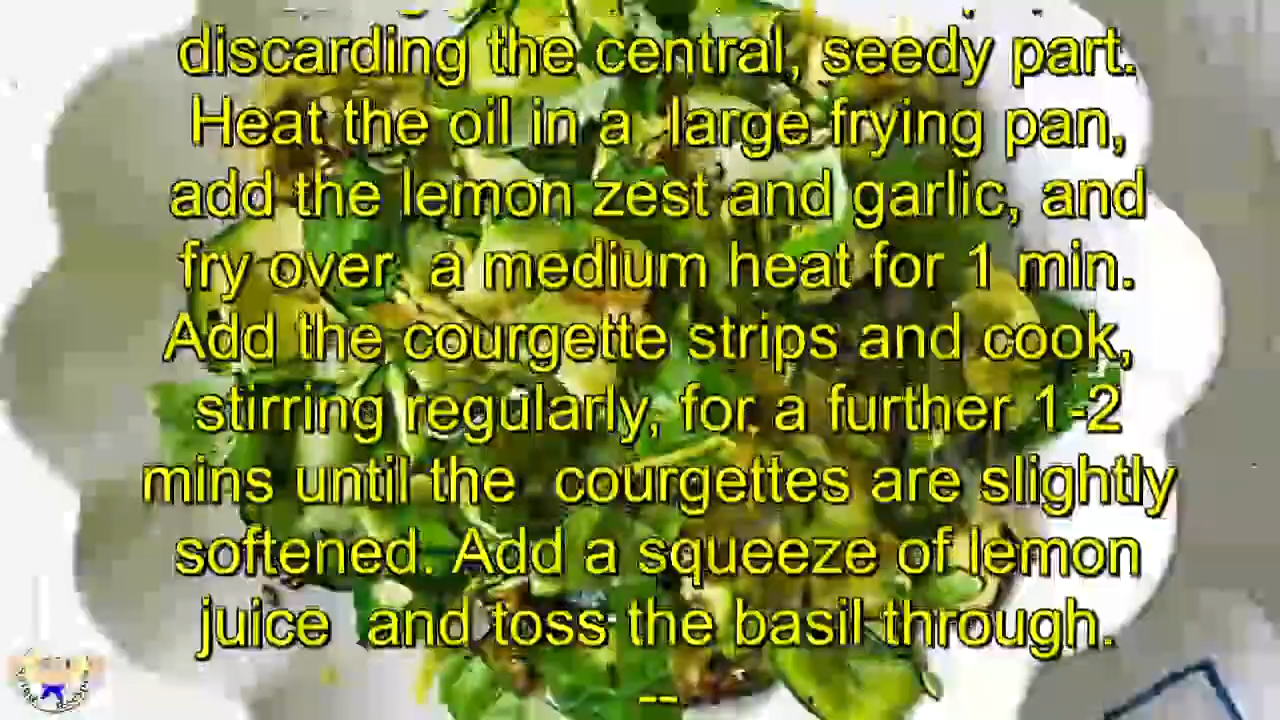 discarding the central, seedy part.
Heat the oil in a large frying pan,
add the lemon zest and garlic, and
fry over a medium heat for 1 min.
Add the courgette strips and cook,
stirring regularly, for a further 1-2
mins until the courgettes are slightly
softened. Add a squeeze of lemon
juice and toss the basil through.
--